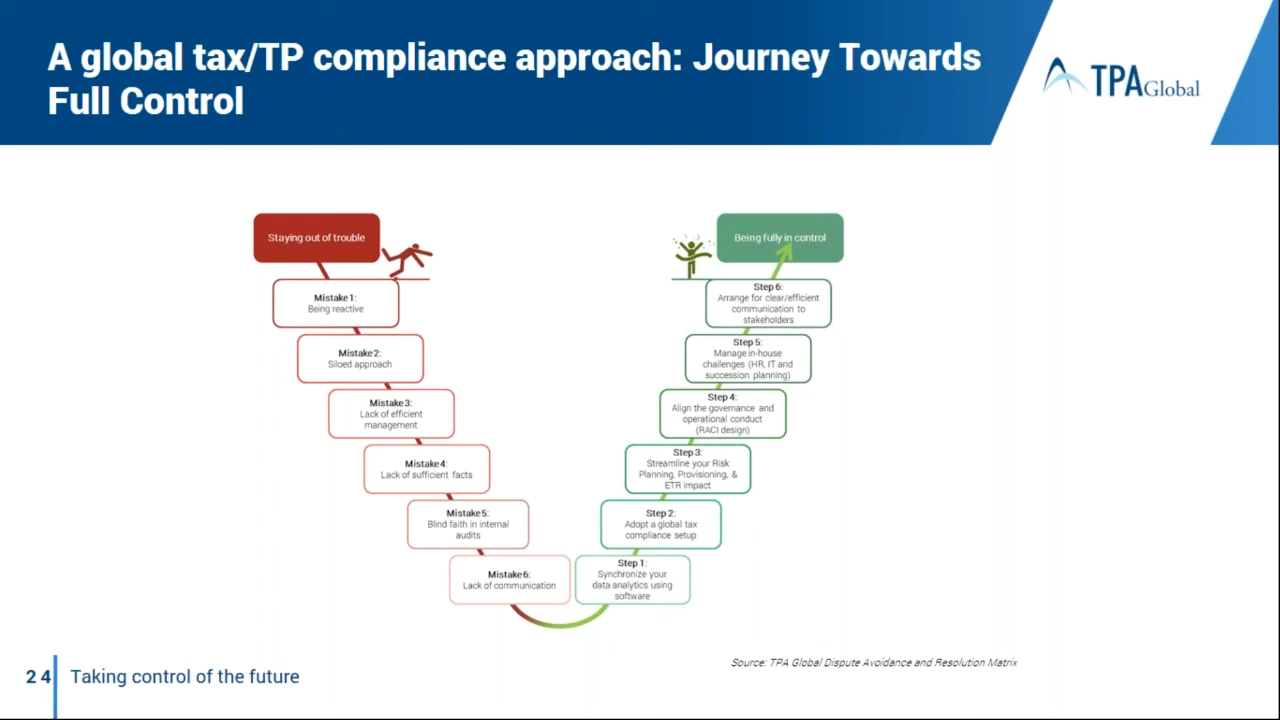 A global tax/TP compliance approach: Journey Towards
Full Control
TPA Global
Staying out of trouble
Mistake 1:
Being reactive
Mistake 2:
Siloed approach
Mistake 3:
Lack of efficient
management
Mistake 4:
Lack of sufficient facts
Mistake 5:
Blind faith in internal
audits
Mistake 6:
Lack of communication
Being fully in control
Step 6:
Arrange for clear/efficient
communication to
stakeholders
Step 5:
Manage in-house
challenges (HR, IT and
succession planning)
Step 4:
Align the governance and
operational conduct
(RACI design)
Step 3:
Streamline your Risk
Planning, Provisioning, &
ETR impact
Step 2:
Adopt a global tax
compliance setup
Step 1:
Synchronize your
data analytics using
software
Source: TPA Global Dispute Avoidance and Resolution Matrix
24 Taking control of the future